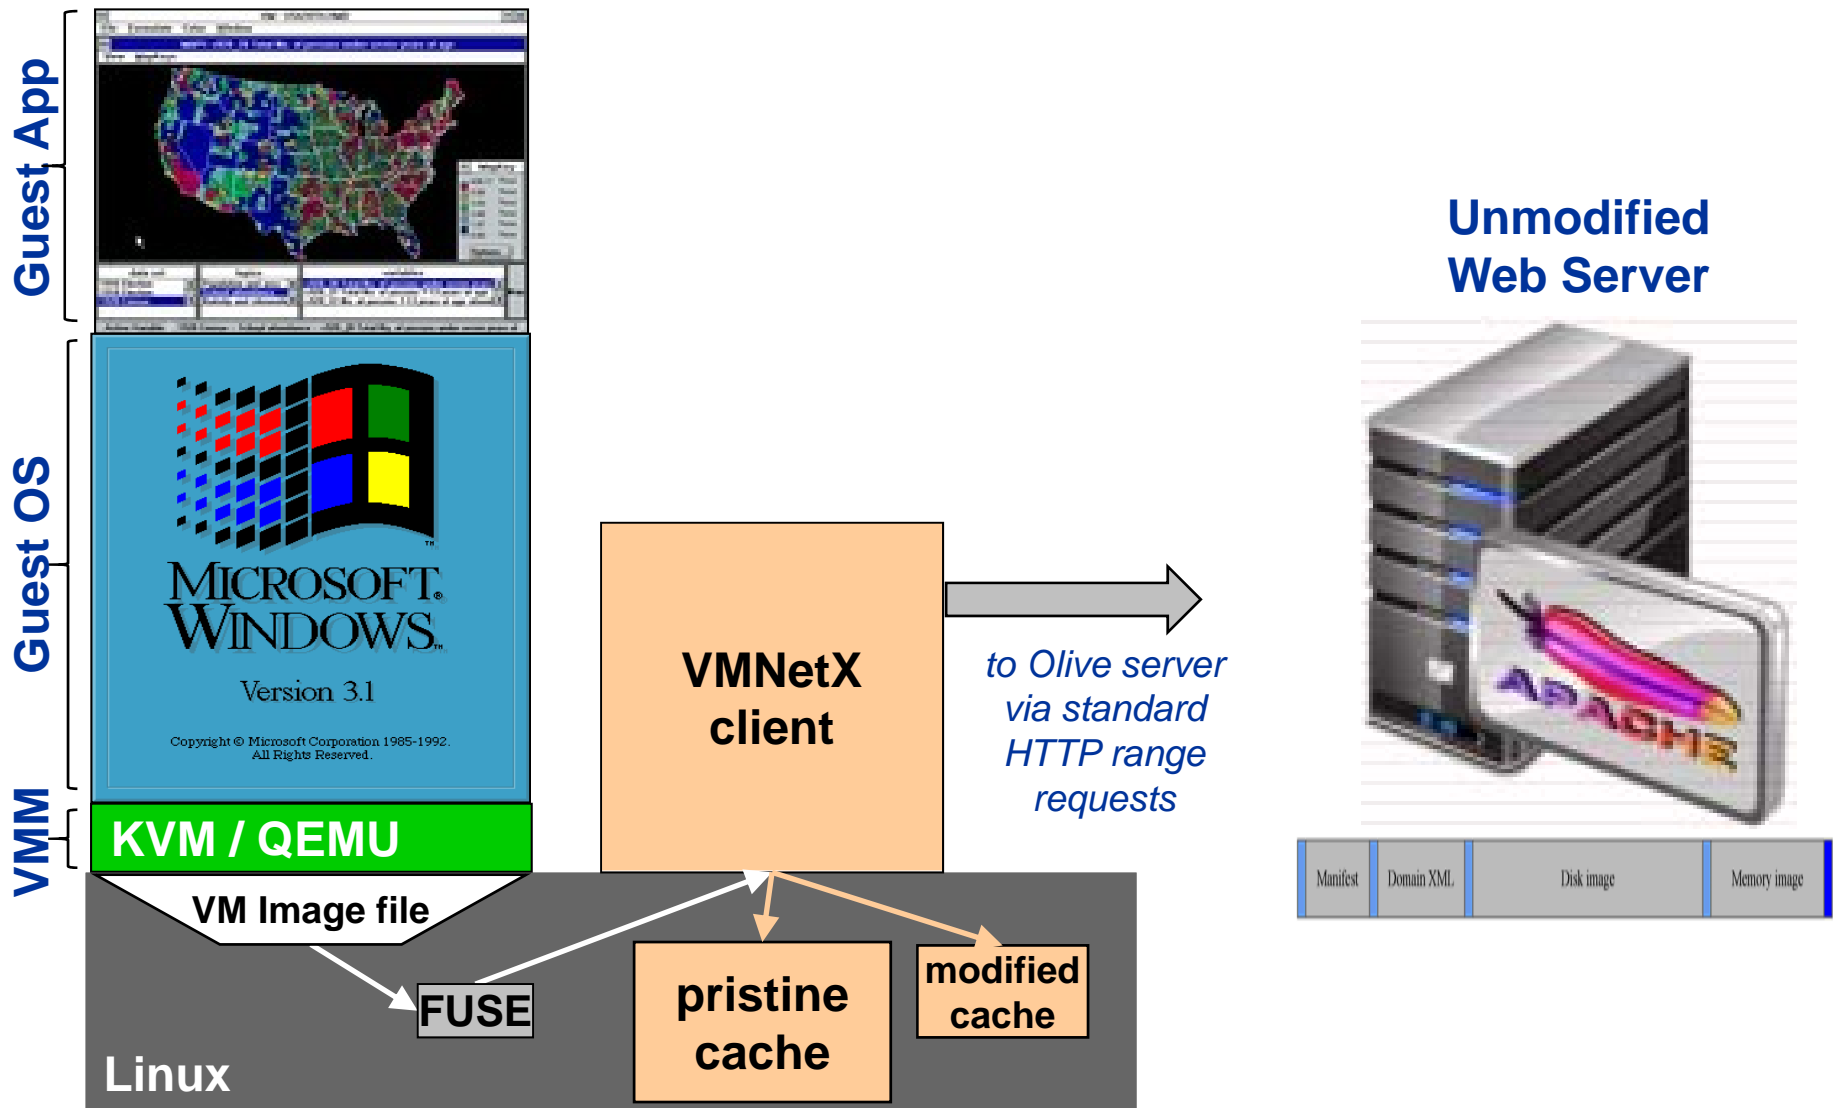 Guest App
Guest OS
MICROSOFT®
WINDOWS™
Version 3.1
Copyright © Microsoft Corporation 1985-1992.
All Rights Reserved.
VMM
KVM / QEMU
VM Image file
FUSE
Linux
VMNetX
client
pristine
cache
modified
cache
to Olive server
via standard
HTTP range
requests
Unmodified
Web Server
APACHE
Manifest
Domain XML
Disk image
Memory image